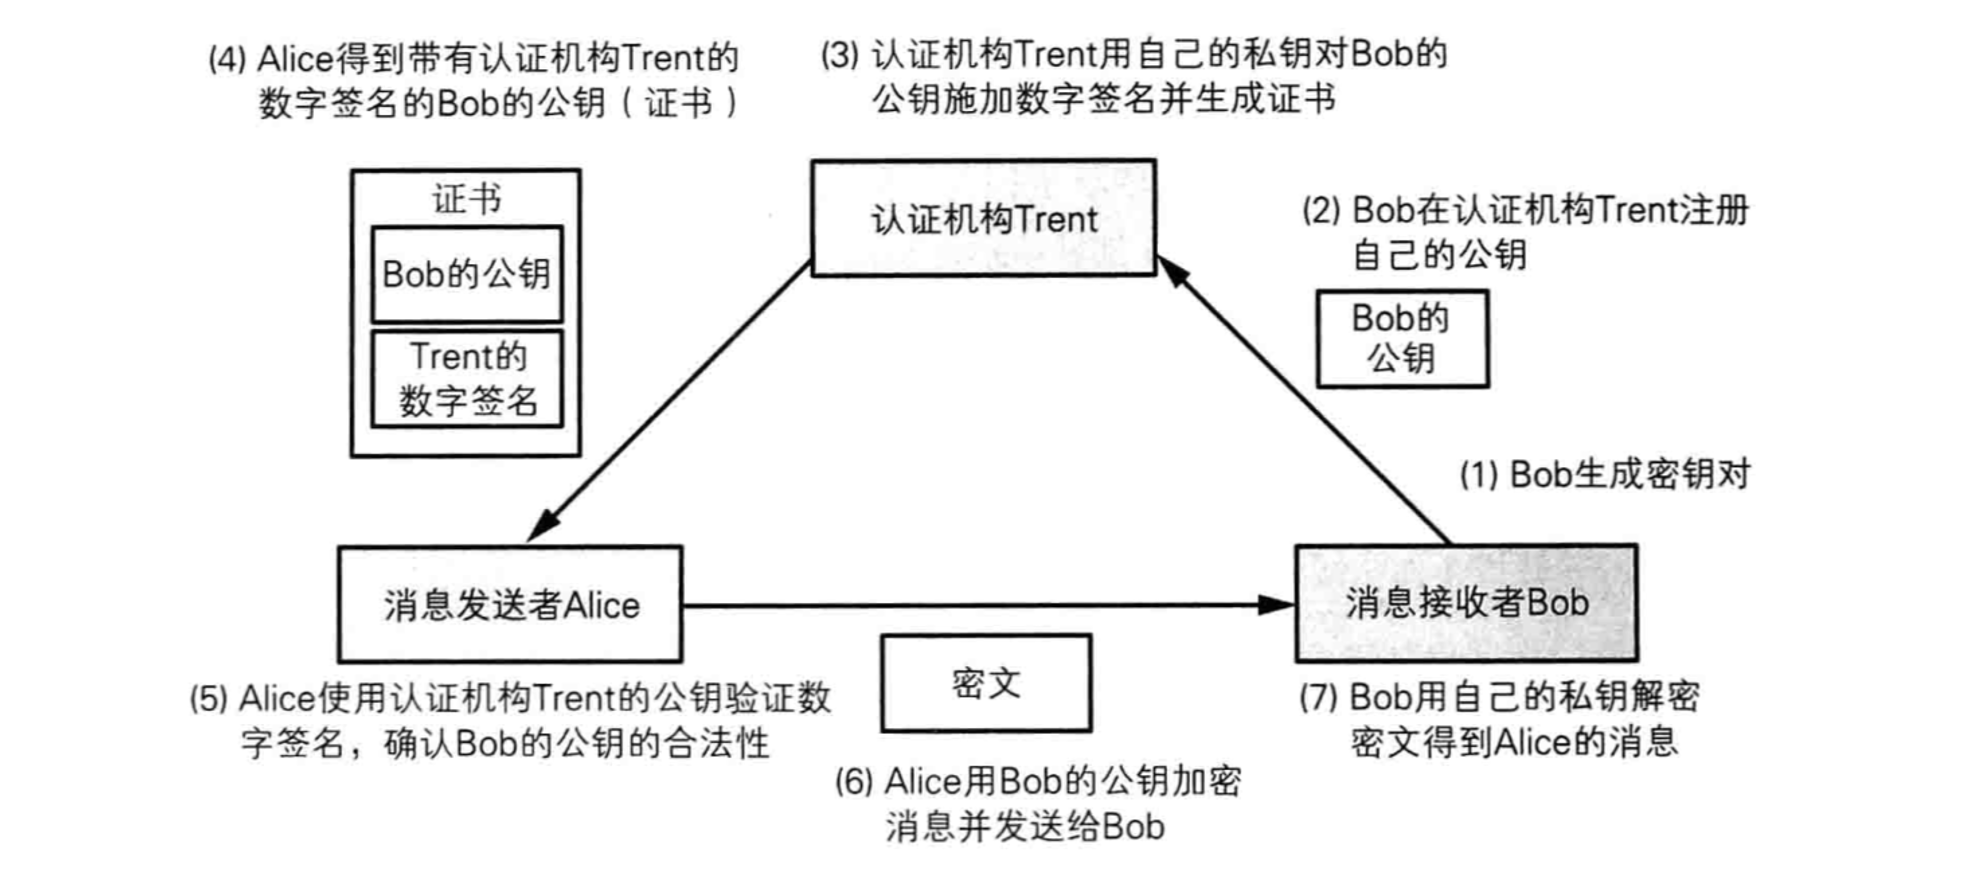 (4) Alice得到带有认证机构Trent的
数字签名的Bob的公钥（证书）
(3) 认证机构Trent用自己的私钥对Bob的
公钥施加数字签名并生成证书
证书
Bob的公钥
Trent的
数字签名
认证机构Trent
(2) Bob在认证机构Trent注册
自己的公钥
Bob的
公钥
(1) Bob生成密钥对
消息发送者Alice
消息接收者Bob
(5) Alice使用认证机构Trent的公钥验证数
字签名，确认Bob的公钥的合法性
密文
(6) Alice用Bob的公钥加密
消息并发送给Bob
(7) Bob用自己的私钥解密
密文得到Alice的消息